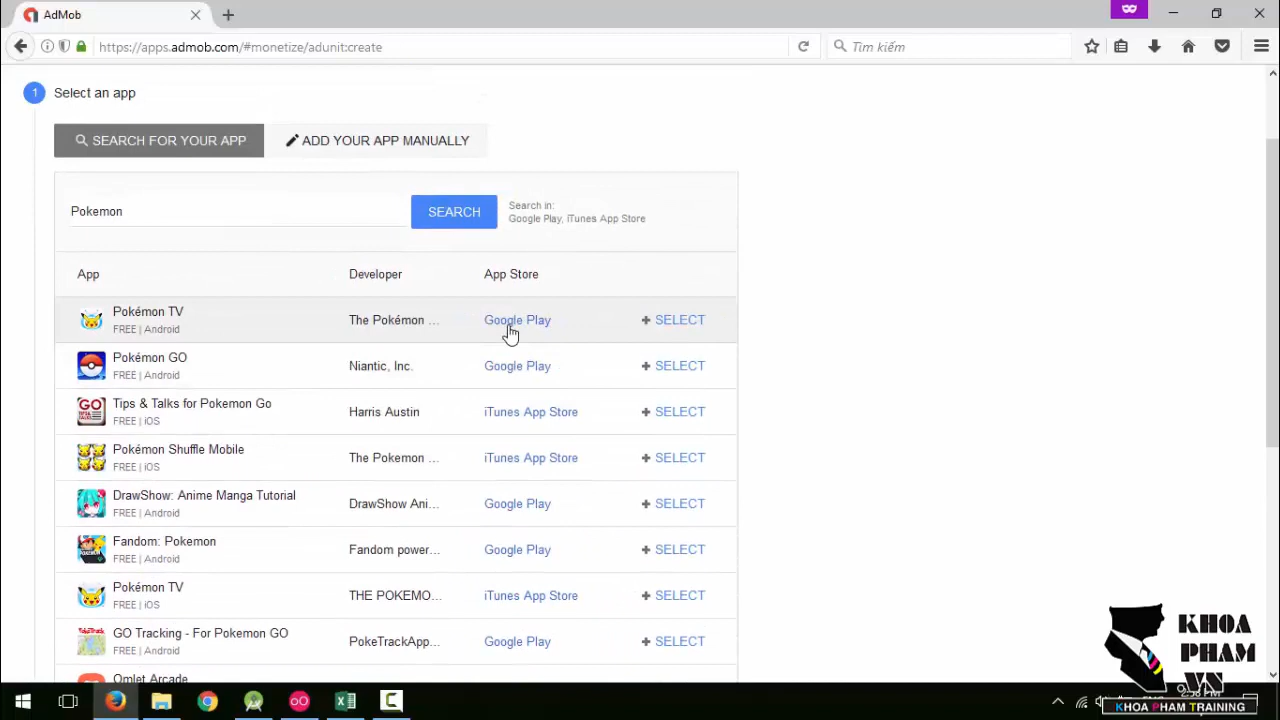 AdMob
https://apps.admob.com/#monetize/adunit:create
Tìm kiếm
1 Select an app
SEARCH FOR YOUR APP
ADD YOUR APP MANUALLY
Pokemon
SEARCH
Search in:
Google Play, iTunes App Store
App Developer App Store
Pokémon TV
FREE | Android
The Pokémon ...
Google Play
SELECT
Pokémon GO
FREE | Android
Niantic, Inc.
Google Play
SELECT
Tips & Talks for Pokemon Go
FREE | iOS
Harris Austin
iTunes App Store
SELECT
Pokémon Shuffle Mobile
FREE | iOS
The Pokemon ...
iTunes App Store
SELECT
DrawShow: Anime Manga Tutorial
FREE | Android
DrawShow Ani...
Google Play
SELECT
Fandom: Pokemon
FREE | Android
Fandom power...
Google Play
SELECT
Pokémon TV
FREE | iOS
THE POKEMO...
iTunes App Store
SELECT
GO Tracking - For Pokemon GO
FREE | Android
PokeTrackApp...
Google Play
SELECT
Omlet Arcade
KHOA
PHAM
.VN
KHOA PHAM TRAINING